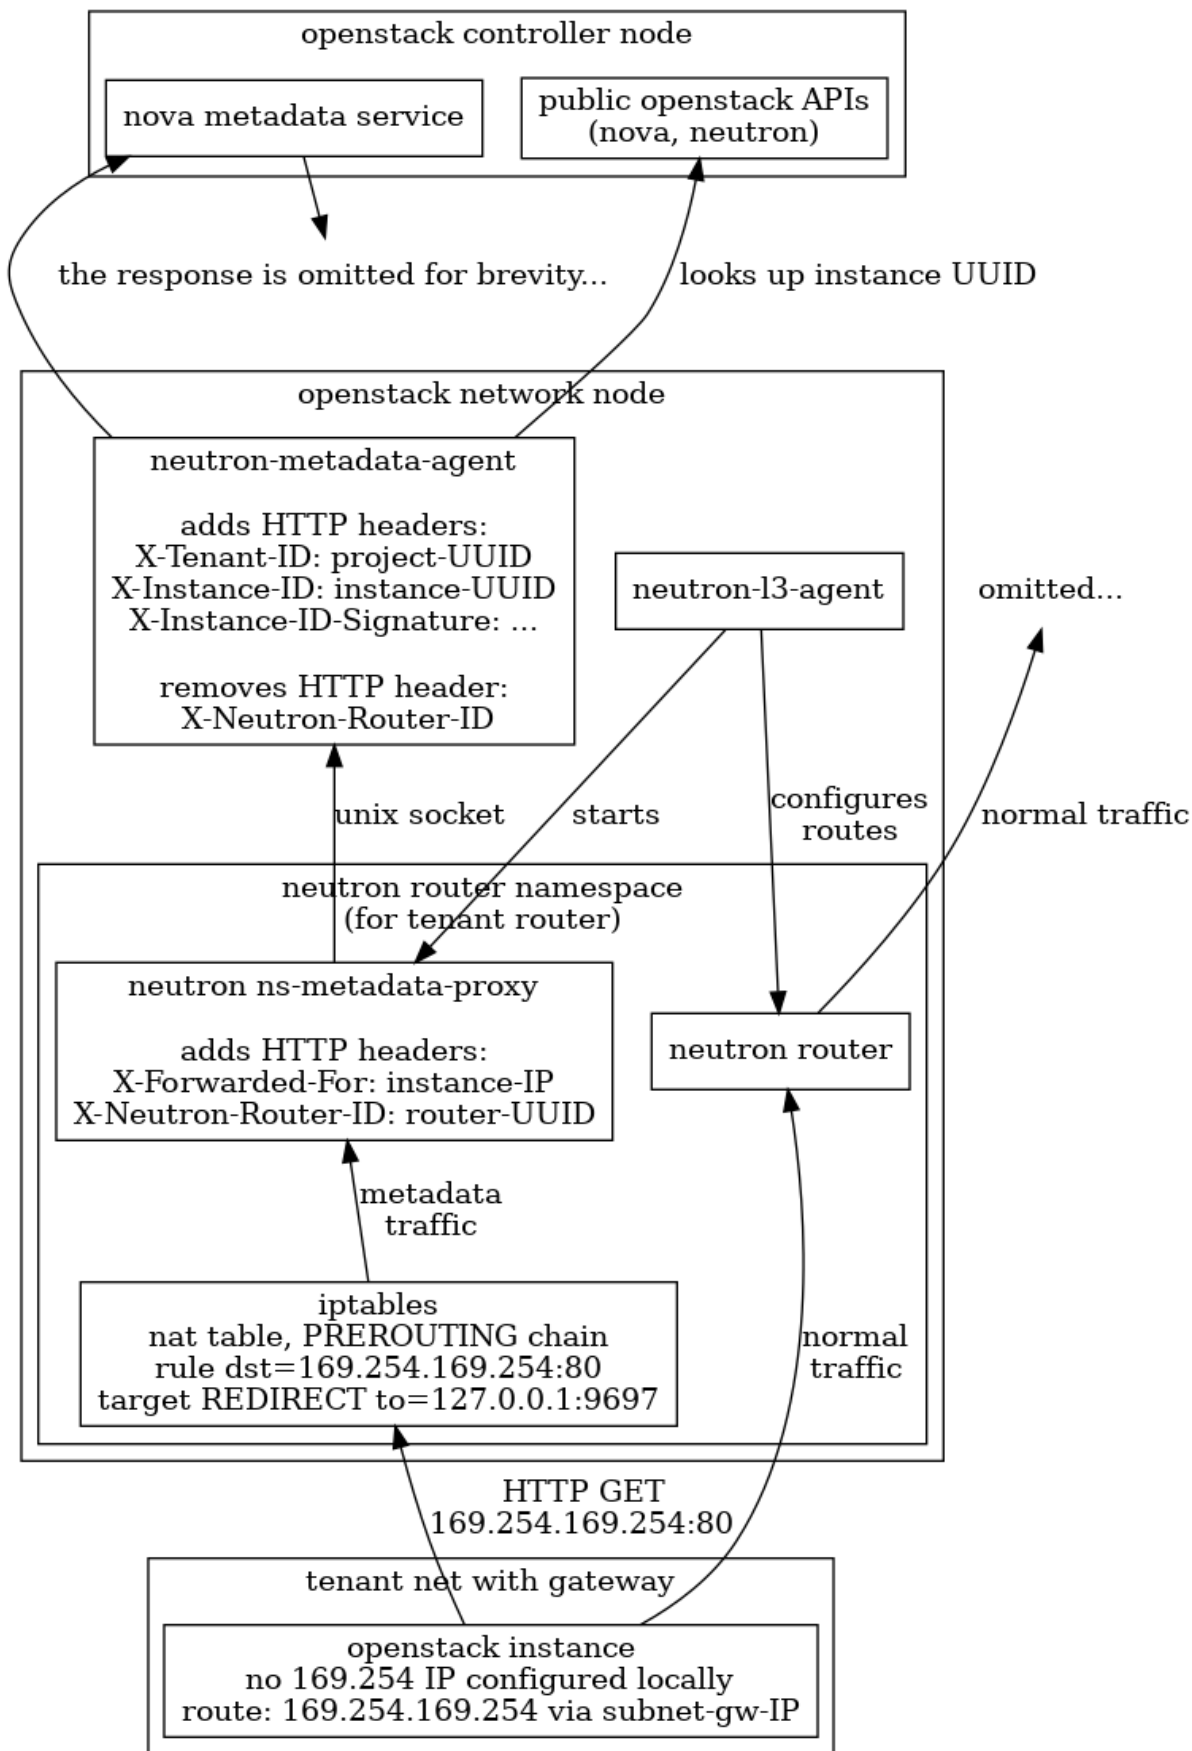 openstack controller node
nova metadata service
public openstack APIs
(nova, neutron)
the response is omitted for brevity...
looks up instance UUID
openstack network node
neutron-metadata-agent
adds HTTP headers:
X-Tenant-ID: project-UUID
X-Instance-ID: instance-UUID
X-Instance-ID-Signature: ...
removes HTTP header:
X-Neutron-Router-ID
neutron-l3-agent
omitted...
unix socket
starts
configures
routes
normal traffic
neutron router namespace
(for tenant router)
neutron ns-metadata-proxy
adds HTTP headers:
X-Forwarded-For: instance-IP
X-Neutron-Router-ID: router-UUID
neutron router
metadata
traffic
iptables
nat table, PREROUTING chain
rule dst=169.254.169.254:80
target REDIRECT to=127.0.0.1:9697
normal
traffic
HTTP GET
169.254.169.254:80
tenant net with gateway
openstack instance
no 169.254 IP configured locally
route: 169.254.169.254 via subnet-gw-IP